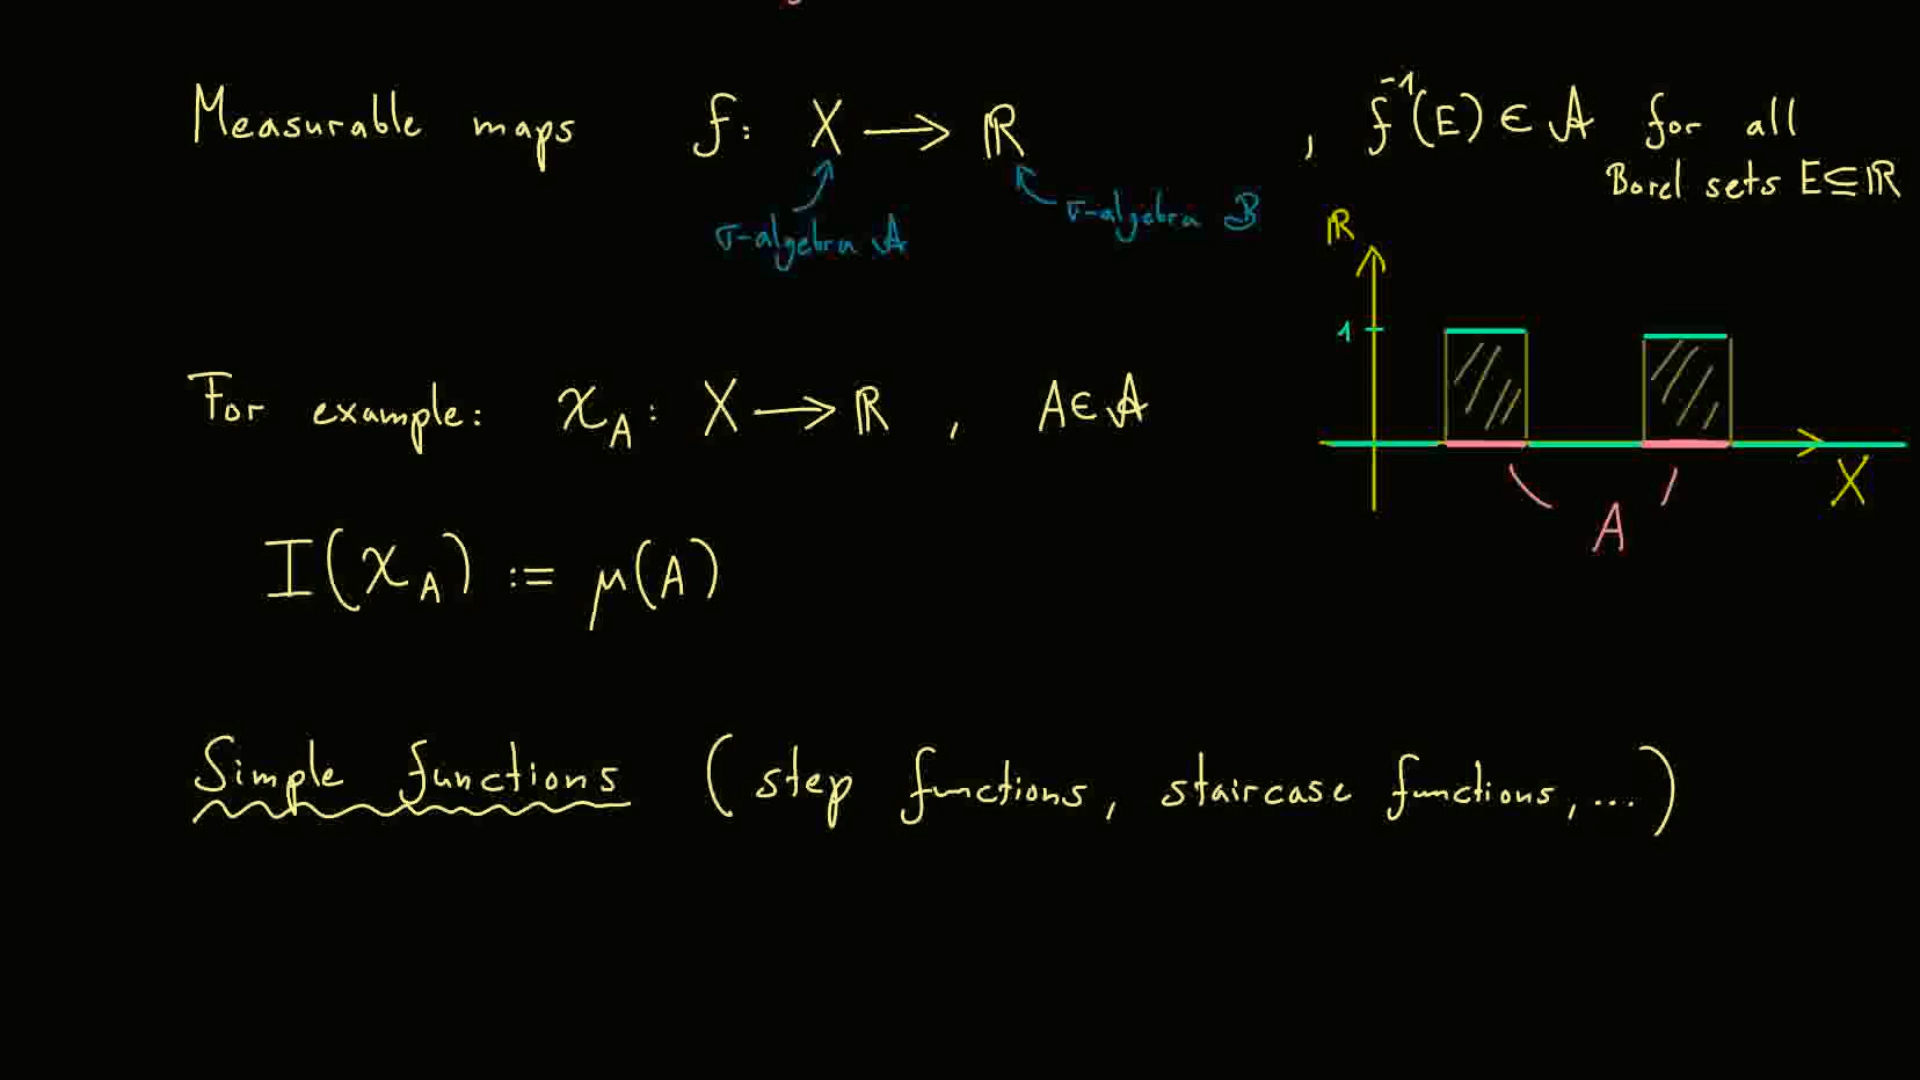 Measurable maps f: X ⟶ ℝ , f⁻¹(E) ∈ 𝒜 for all
Borel sets E⊆ℝ
σ-algebra 𝒜
σ-algebra ℬ
ℝ
1
X
A
For example: χ_A: X ⟶ ℝ , A∈𝒜
I(χ_A) := μ(A)
Simple functions (step functions, staircase functions,...)